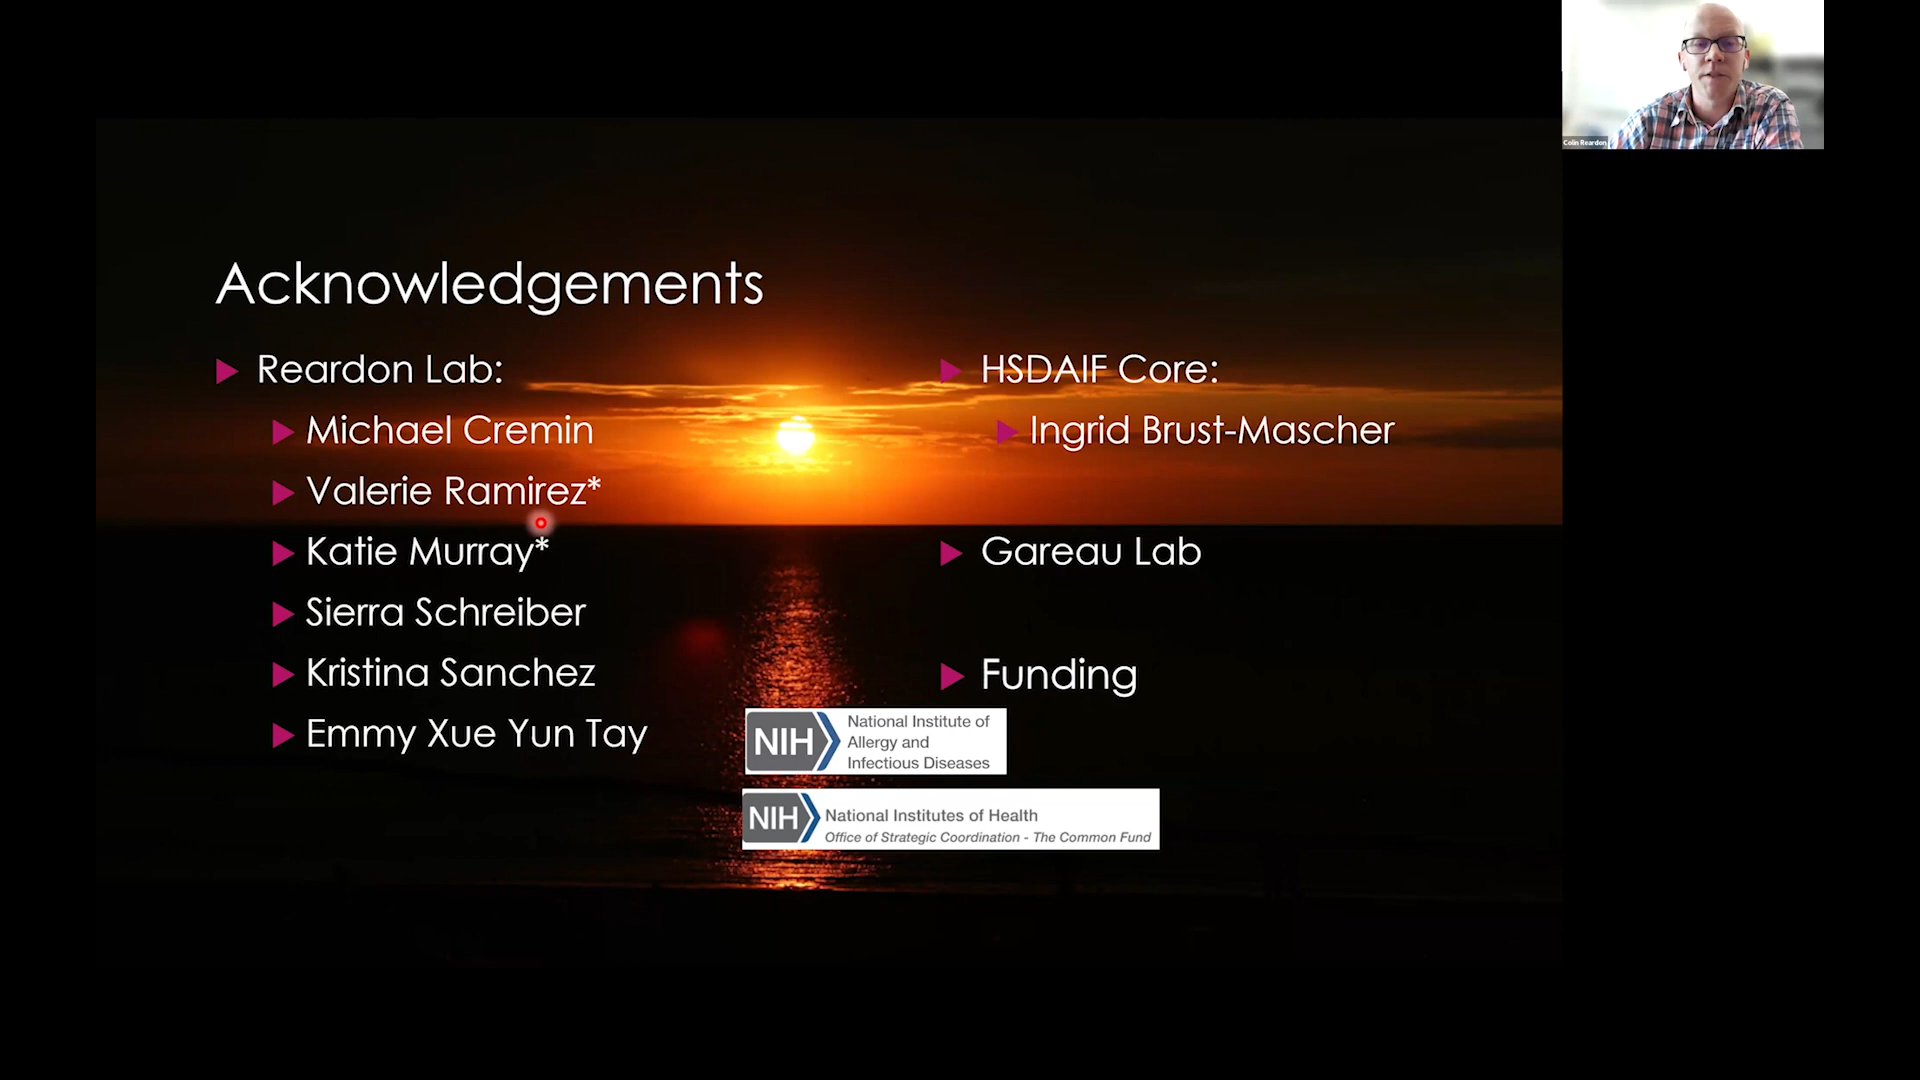 Acknowledgements
Reardon Lab:
Michael Cremin
Valerie Ramirez*
Katie Murray*
Sierra Schreiber
Kristina Sanchez
Emmy Xue Yun Tay
HSDAIF Core:
Ingrid Brust-Mascher
Gareau Lab
Funding
NIH
National Institute of
Allergy and
Infectious Diseases
NIH
National Institutes of Health
Office of Strategic Coordination - The Common Fund
Colin Reardon